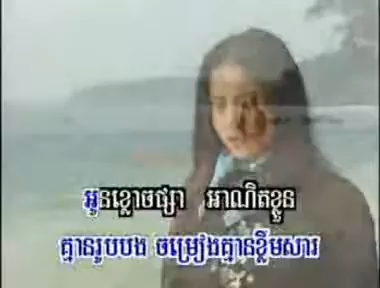 អូនខ្លោចផ្សា អាណិតខ្លួន
គ្មានរូបបង ចម្រៀងគ្មានខ្លឹមសារ